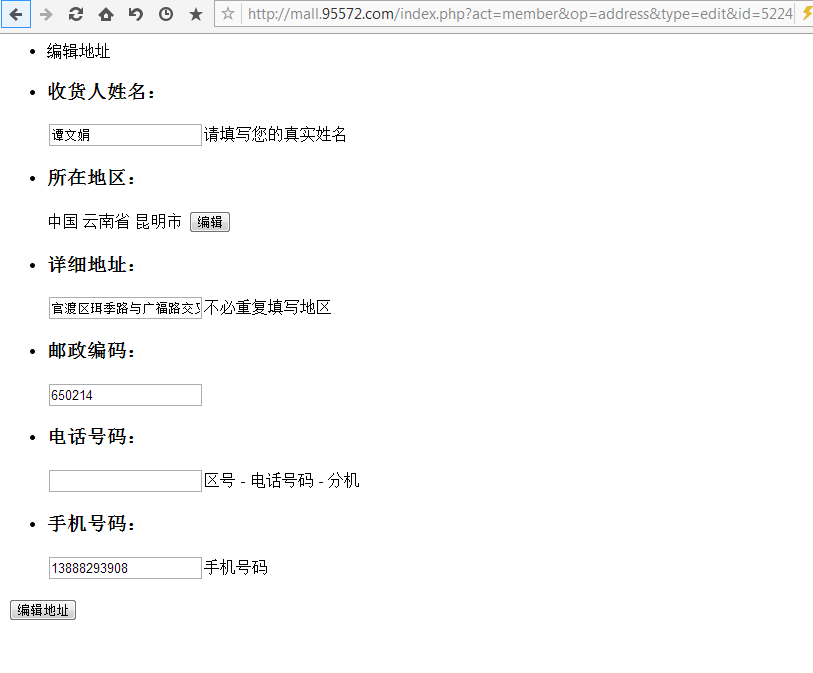 http://mall.95572.com/index.php?act=member&op=address&type=edit&id=5224
编辑地址
收货人姓名：
谭文娟 请填写您的真实姓名
所在地区：
中国 云南省 昆明市 编辑
详细地址：
官渡区珥季路与广福路交 不必重复填写地区
邮政编码：
650214
电话号码：
区号 - 电话号码 - 分机
手机号码：
13888293908 手机号码
编辑地址